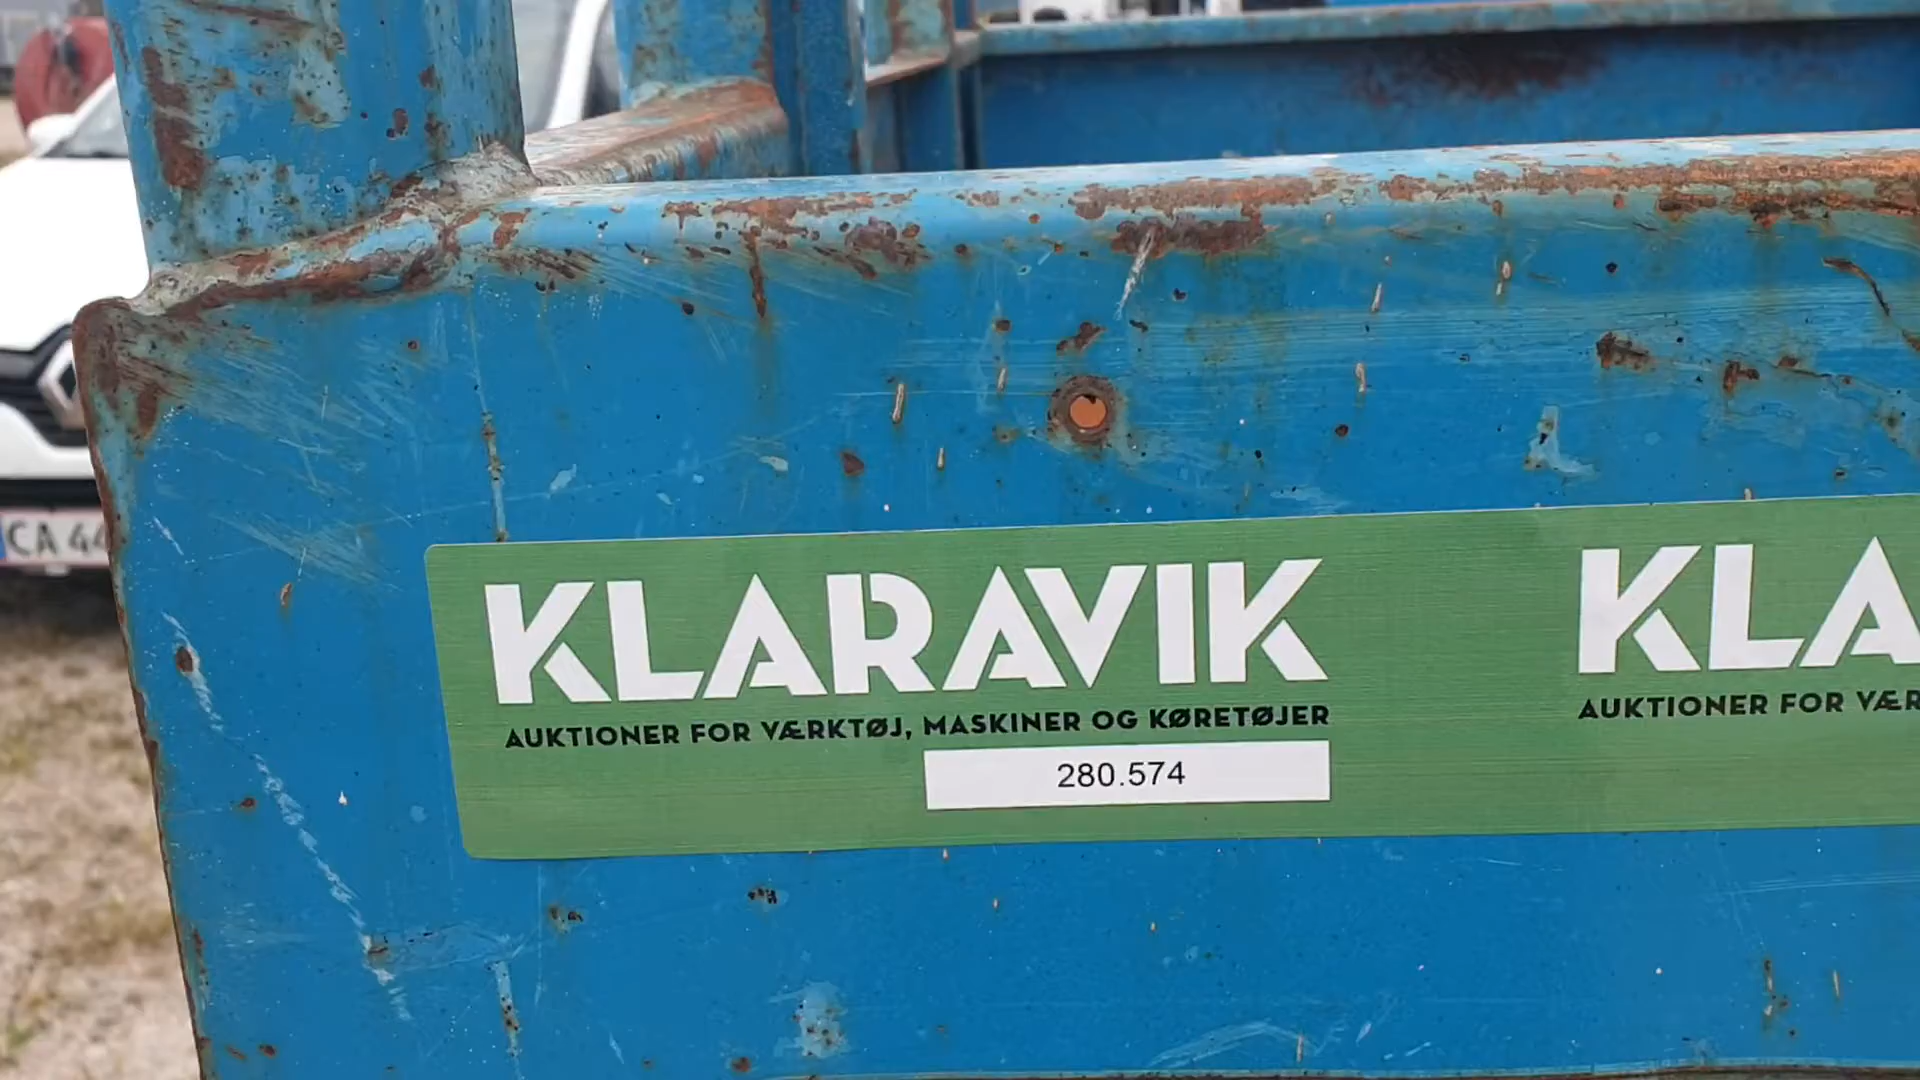 KLARAVIK
AUKTIONER FOR VÆRKTØJ, MASKINER OG KØRETØJER
280.574
KLA
AUKTIONER FOR VÆR
CA 44